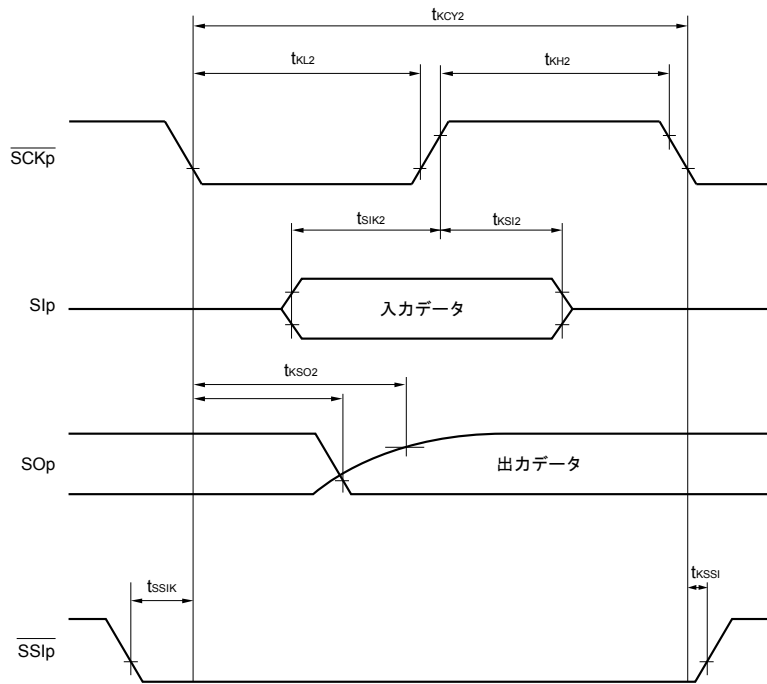 tKCY2
tKL2
tKH2
SCKp
tSIK2
tKSI2
SIp
入力データ
tKSO2
SOp
出力データ
tSSIK
tKSSI
SSIp